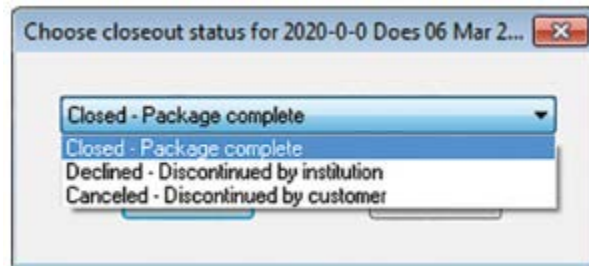 Choose closeout status for 2020-0-0 Does 06 Mar 2...
Closed - Package complete
Closed - Package complete
Declined - Discontinued by institution
Canceled - Discontinued by customer